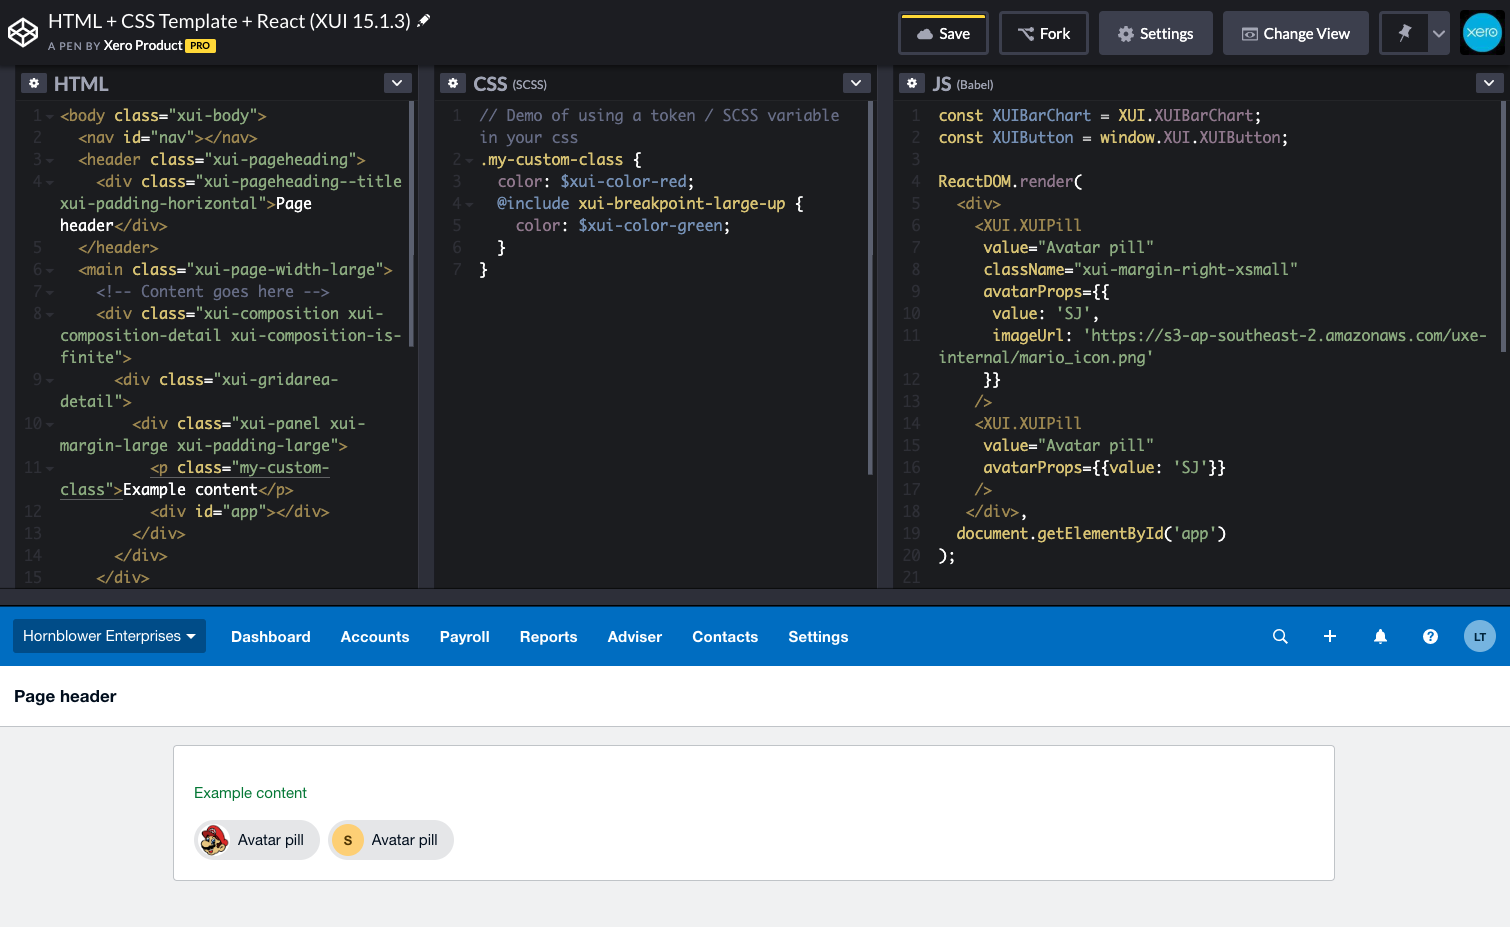 HTML + CSS Template + React (XUI 15.1.3)
A PEN BY Xero Product PRO
Save
Fork
Settings
Change View
xero
HTML
1 <body class="xui-body">
2 <nav id="nav"></nav>
3 <header class="xui-pageheading">
4 <div class="xui-pageheading--title
xui-padding-horizontal">Page
header</div>
5 </header>
6 <main class="xui-page-width-large">
7 <!-- Content goes here -->
8 <div class="xui-composition xui-
composition-detail xui-composition-is-
finite">
9 <div class="xui-gridarea-
detail">
10 <div class="xui-panel xui-
margin-large xui-padding-large">
11 <p class="my-custom-
class">Example content</p>
12 <div id="app"></div>
13 </div>
14 </div>
15 </div>
CSS (SCSS)
1 // Demo of using a token / SCSS variable
in your css
2 .my-custom-class {
3 color: $xui-color-red;
4 @include xui-breakpoint-large-up {
5 color: $xui-color-green;
6 }
7 }
JS (Babel)
1 const XUIBarChart = XUI.XUIBarChart;
2 const XUIButton = window.XUI.XUIButton;
3
4 ReactDOM.render(
5 <div>
6 <XUI.XUIPill
7 value="Avatar pill"
8 className="xui-margin-right-xsmall"
9 avatarProps={{
10 value: 'SJ',
11 imageUrl: 'https://s3-ap-southeast-2.amazonaws.com/uxe-
internal/mario_icon.png'
12 }}
13 />
14 <XUI.XUIPill
15 value="Avatar pill"
16 avatarProps={{value: 'SJ'}}
17 />
18 </div>,
19 document.getElementById('app')
20 );
21
Hornblower Enterprises
Dashboard
Accounts
Payroll
Reports
Adviser
Contacts
Settings
LT
Page header
Example content
Avatar pill
S Avatar pill